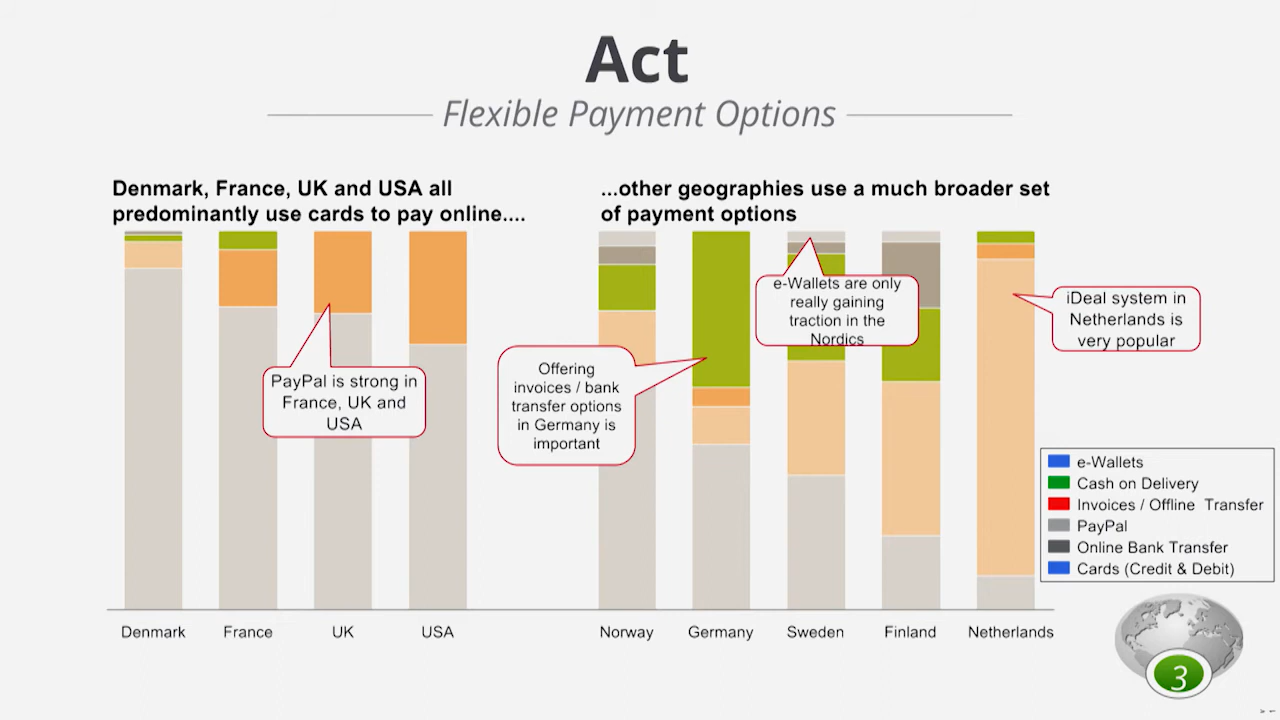 Act
Flexible Payment Options
Denmark, France, UK and USA all
predominantly use cards to pay online....
...other geographies use a much broader set
of payment options
e-Wallets are only
really gaining
traction in the
Nordics
iDeal system in
Netherlands is
very popular
Offering
invoices / bank
transfer options
in Germany is
important
PayPal is strong in
France, UK and
USA
e-Wallets
Cash on Delivery
Invoices / Offline Transfer
PayPal
Online Bank Transfer
Cards (Credit & Debit)
Denmark
France
UK
USA
Norway
Germany
Sweden
Finland
Netherlands
3